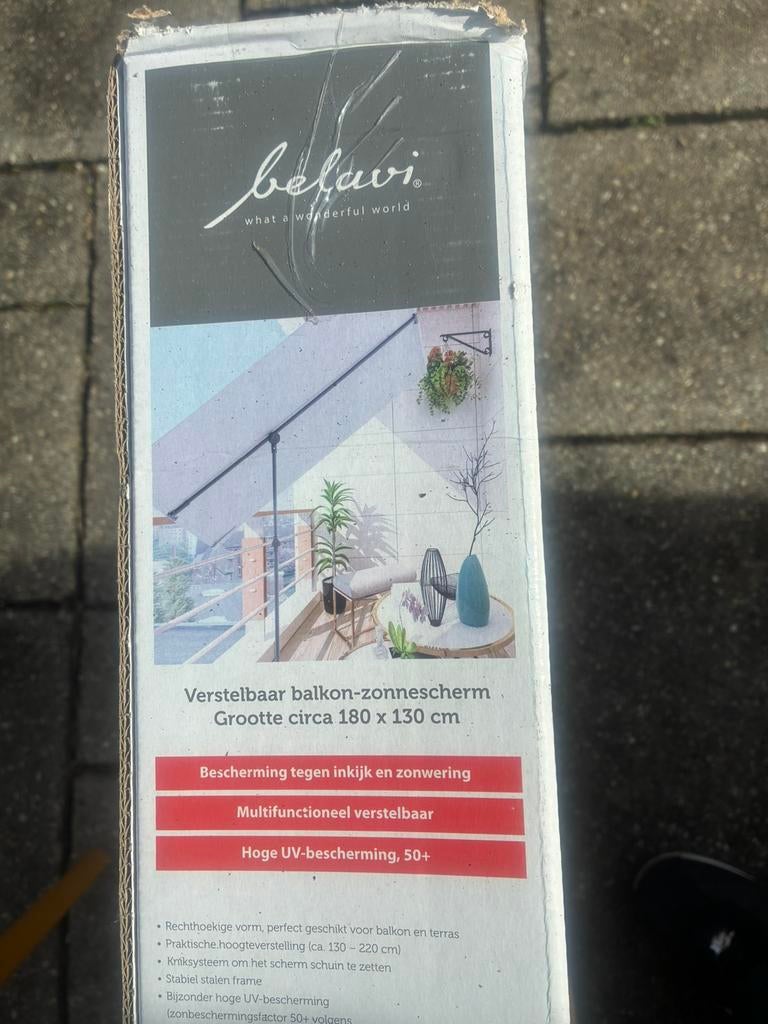 belavi®
what a wonderful world
Verstelbaar balkon-zonnescherm
Grootte circa 180 x 130 cm
Bescherming tegen inkijk en zonwering
Multifunctioneel verstelbaar
Hoge UV-bescherming, 50+
• Rechthoekige vorm, perfect geschikt voor balkon en terras
• Praktische hoogteverstelling (ca. 130 – 220 cm)
• Kniksysteem om het scherm schuin te zetten
• Stabiel stalen frame
• Bijzonder hoge UV-bescherming
(zonbeschermingsfactor 50+ volgens